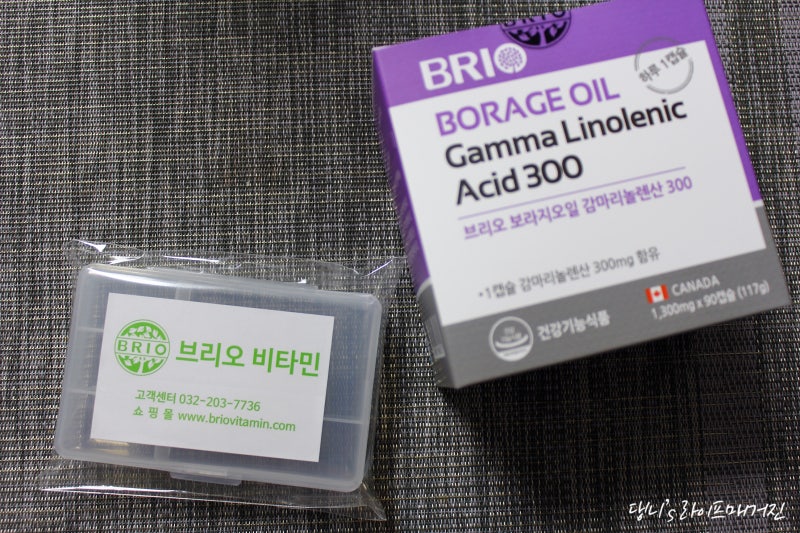 BRIO
BRIO
하루 1캡슐
BORAGE OIL
Gamma Linolenic
Acid 300
브리오 보라지오일 감마리놀렌산 300
*1캡슐 감마리놀렌산 300mg 함유
CANADA
1,300mg x 90캡슐 (117g)
건강기능식품
BRIO
브리오 비타민
고객센터 032-203-7736
쇼 핑 몰 www.briovitamin.com
댑니's 라이프매거진